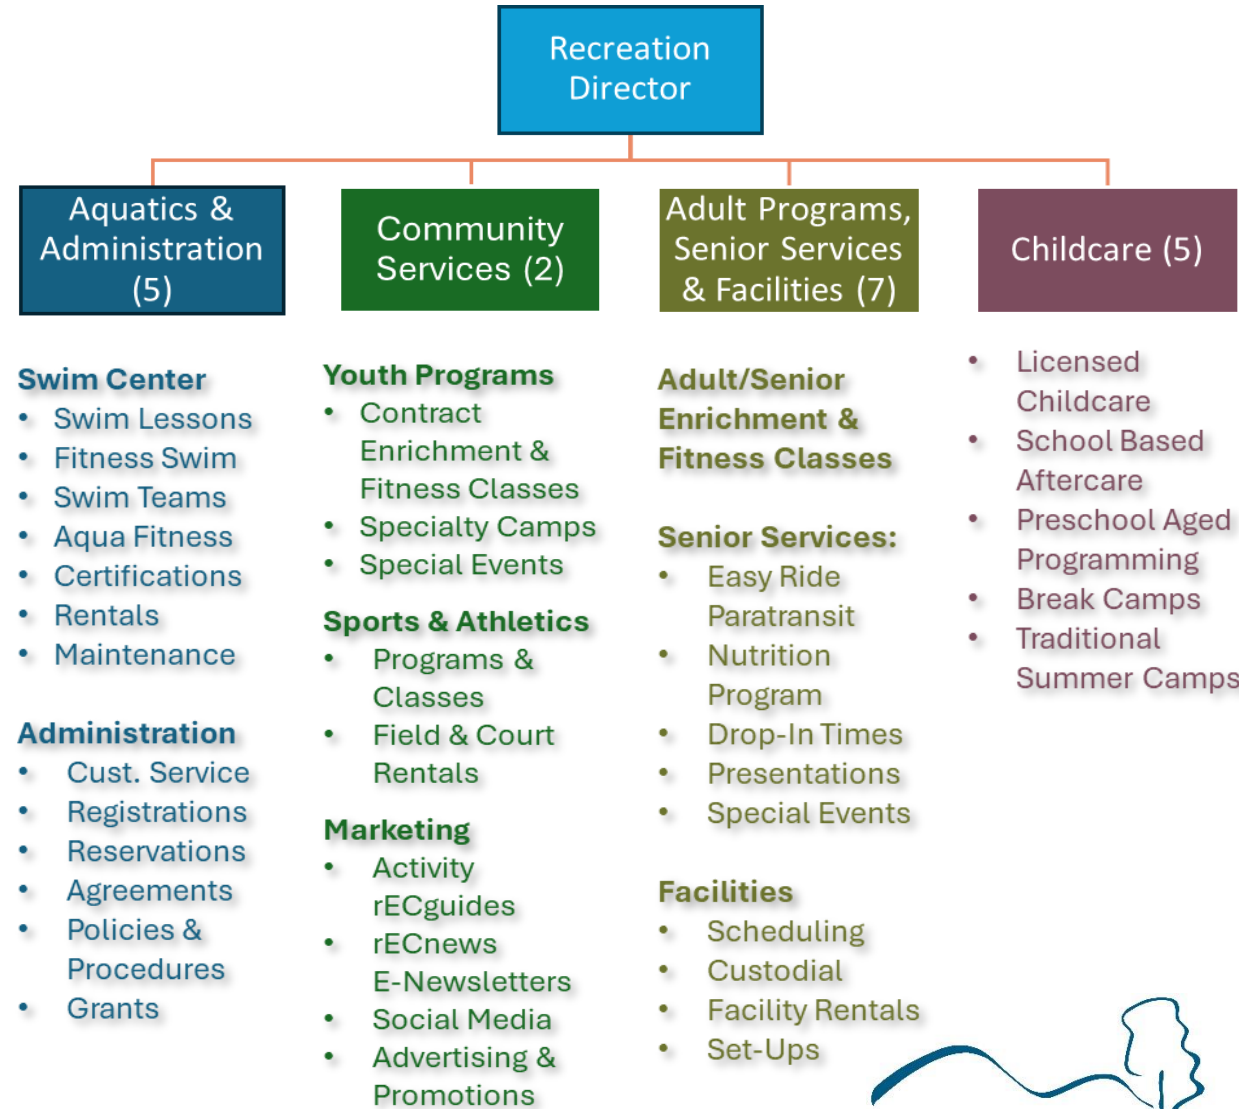 Recreation
Director
Aquatics &
Administration
(5)
Community
Services (2)
Adult Programs,
Senior Services
& Facilities (7)
Childcare (5)
Swim Center
• Swim Lessons
• Fitness Swim
• Swim Teams
• Aqua Fitness
• Certifications
• Rentals
• Maintenance
Administration
• Cust. Service
• Registrations
• Reservations
• Agreements
• Policies &
Procedures
• Grants
Youth Programs
• Contract
Enrichment &
Fitness Classes
• Specialty Camps
• Special Events
Sports & Athletics
• Programs &
Classes
• Field & Court
Rentals
Marketing
• Activity
rECguides
• rECnews
E-Newsletters
• Social Media
• Advertising &
Promotions
Adult/Senior
Enrichment &
Fitness Classes
Senior Services:
• Easy Ride
Paratransit
• Nutrition
Program
• Drop-In Times
• Presentations
• Special Events
Facilities
• Scheduling
• Custodial
• Facility Rentals
• Set-Ups
• Licensed
Childcare
• School Based
Aftercare
• Preschool Aged
Programming
• Break Camps
• Traditional
Summer Camps